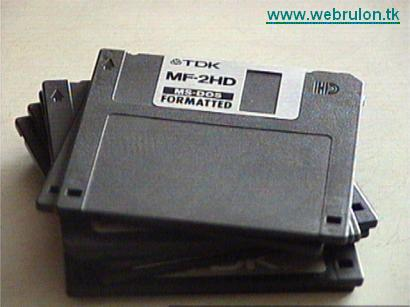 www.webrulon.tk
TDK
MF-2HD
MS-DOS
FORMATTED
HD